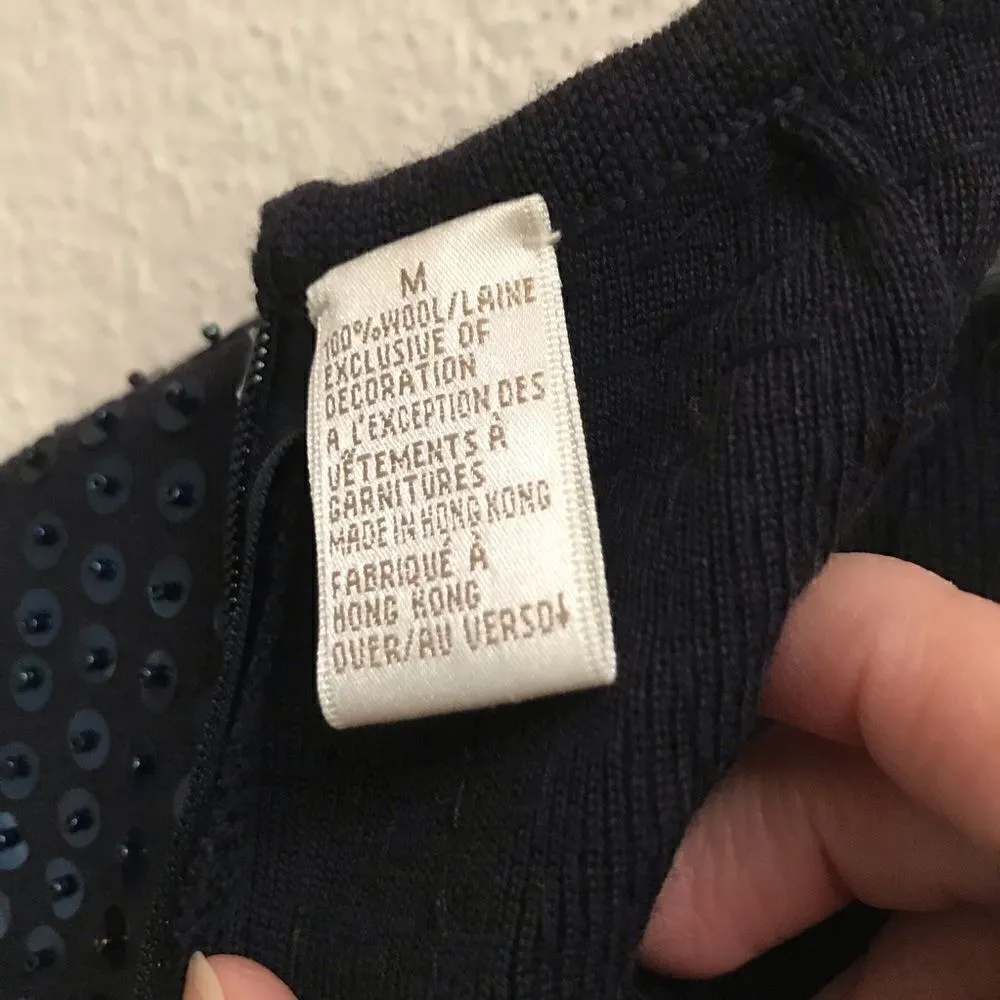 M
100%WOOL/LAINE
EXCLUSIVE OF
DECORATION
A L'EXCEPTION DES
VÊTEMENTS À
GARNITURES
MADE IN HONG KONG
FABRIQUÉ À
HONG KONG
OVER/AU VERSO↓